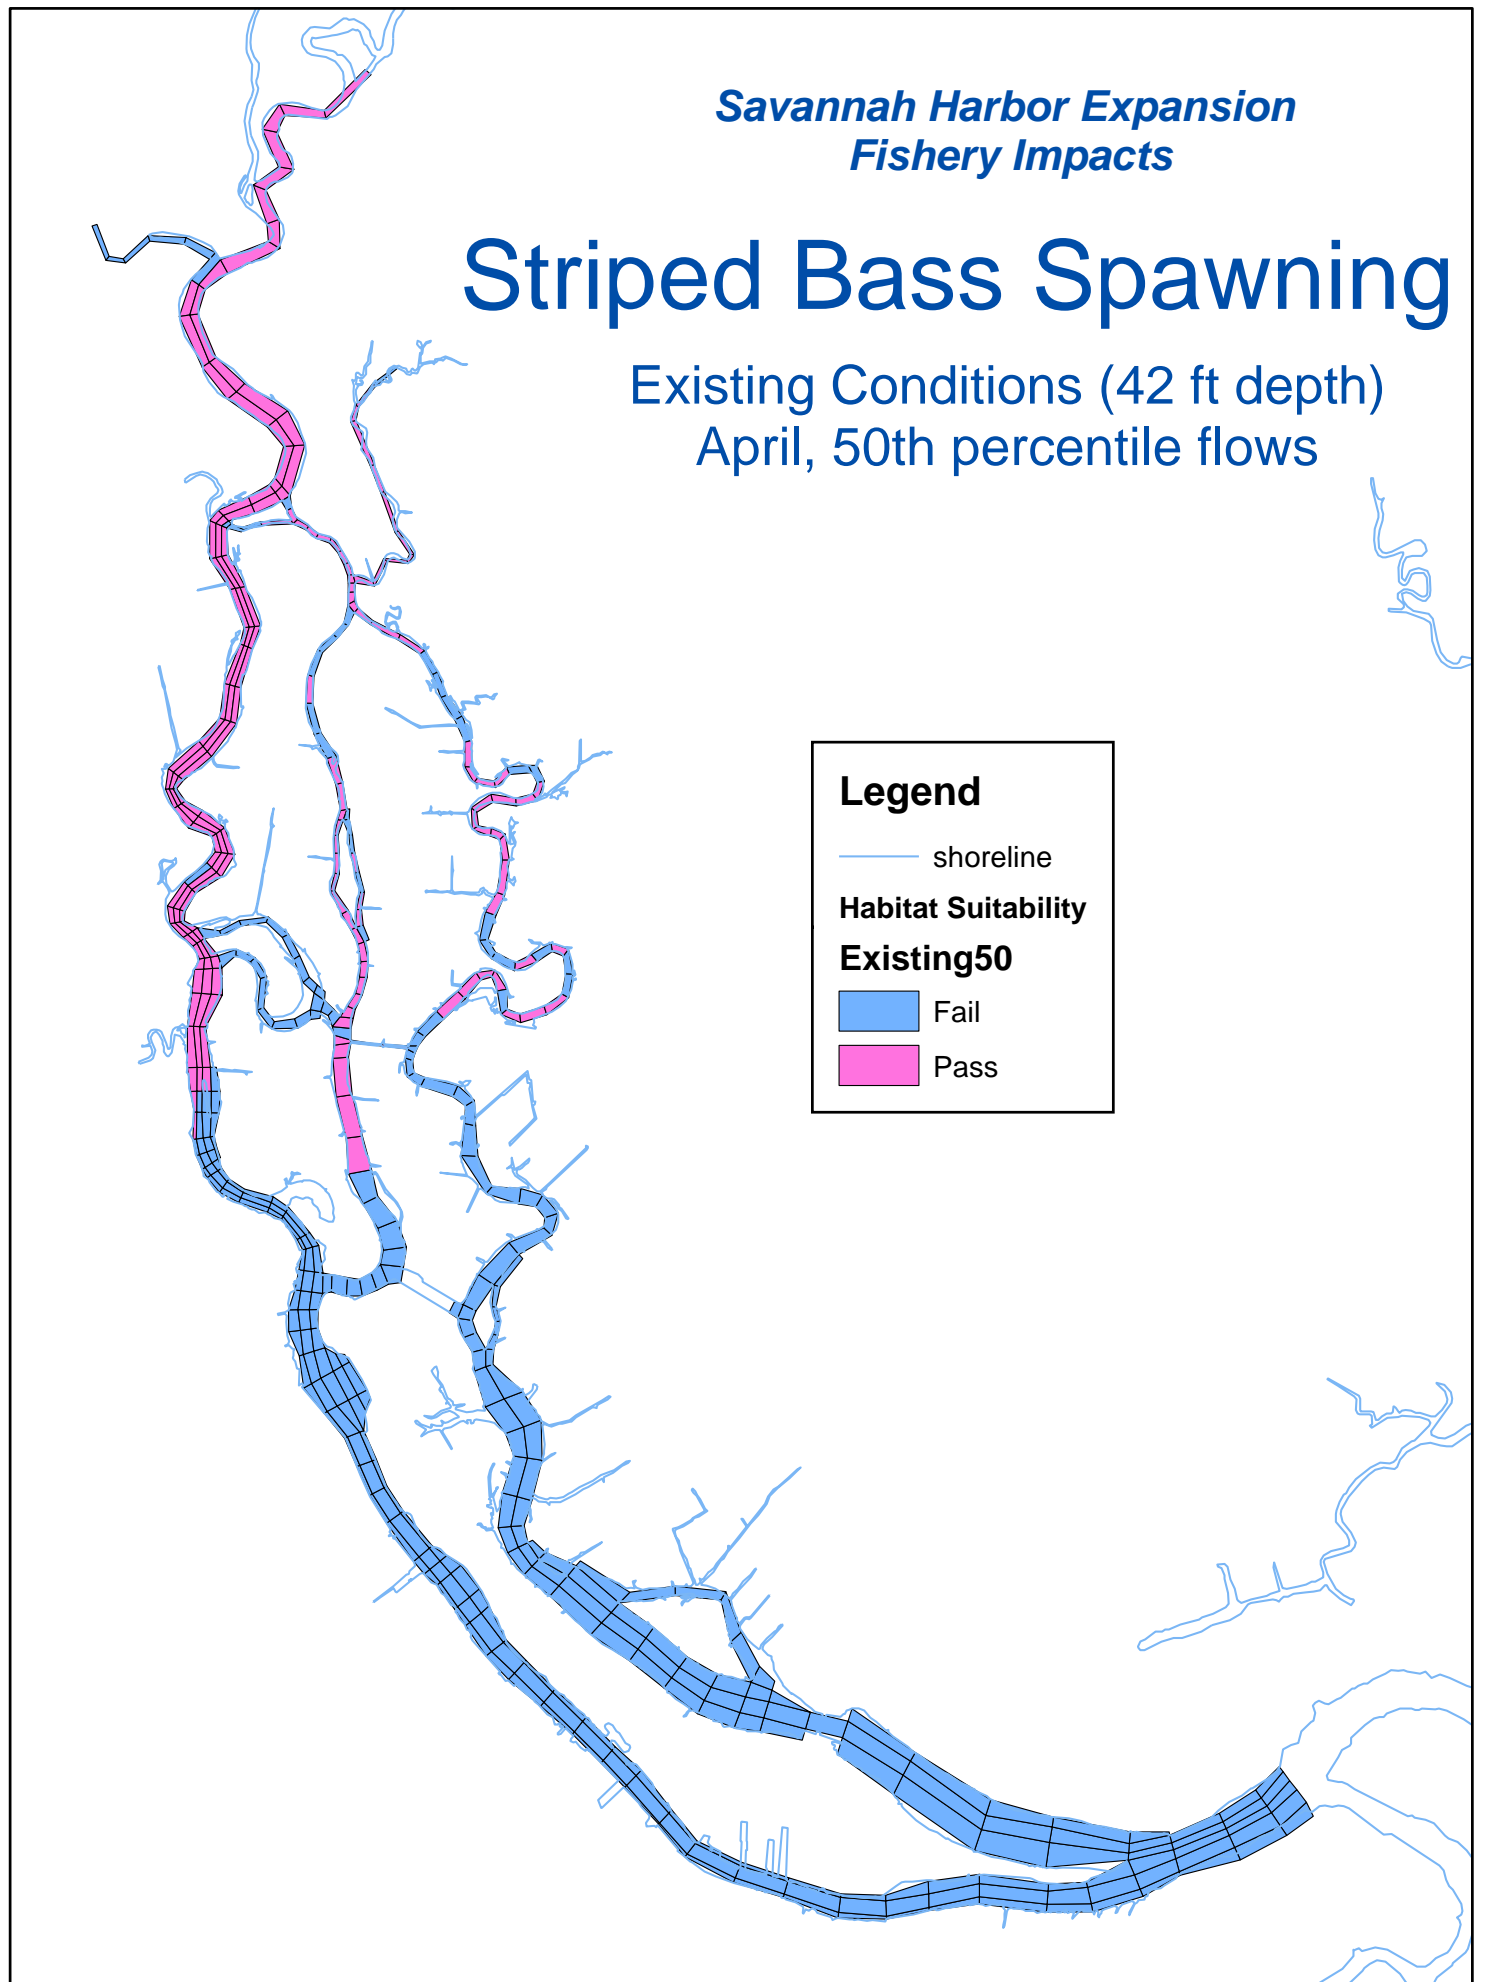 Savannah Harbor Expansion
Fishery Impacts
Striped Bass Spawning
Existing Conditions (42 ft depth)
April, 50th percentile flows
Legend
shoreline
Habitat Suitability
Existing50
Fail
Pass